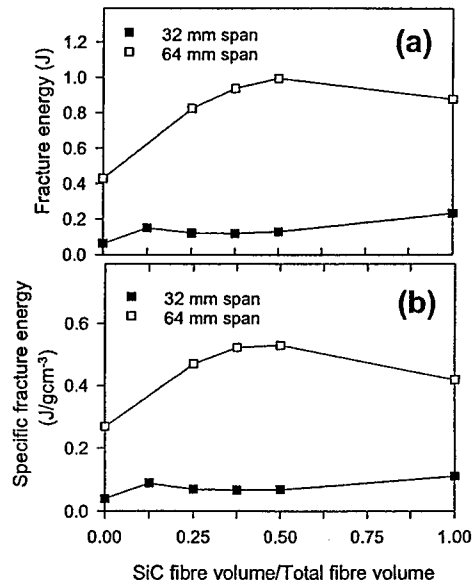 (a)
32 mm span
64 mm span
Fracture energy (J)
1.2
1.0
0.8
0.6
0.4
0.2
0.0
(b)
32 mm span
64 mm span
Specific fracture energy
(J/gcm⁻³)
0.6
0.4
0.2
0.0
0.00 0.25 0.50 0.75 1.00
SiC fibre volume/Total fibre volume